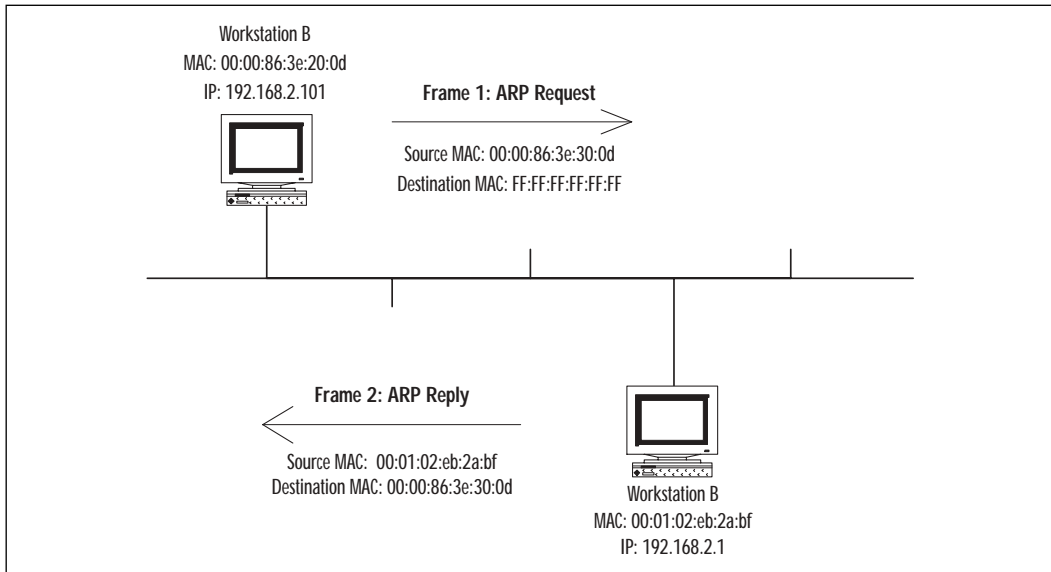 Workstation B
MAC: 00:00:86:3e:20:0d
IP: 192.168.2.101
Frame 1: ARP Request
Source MAC: 00:00:86:3e:30:0d
Destination MAC: FF:FF:FF:FF:FF:FF
Frame 2: ARP Reply
Source MAC: 00:01:02:eb:2a:bf
Destination MAC: 00:00:86:3e:30:0d
Workstation B
MAC: 00:01:02:eb:2a:bf
IP: 192.168.2.1